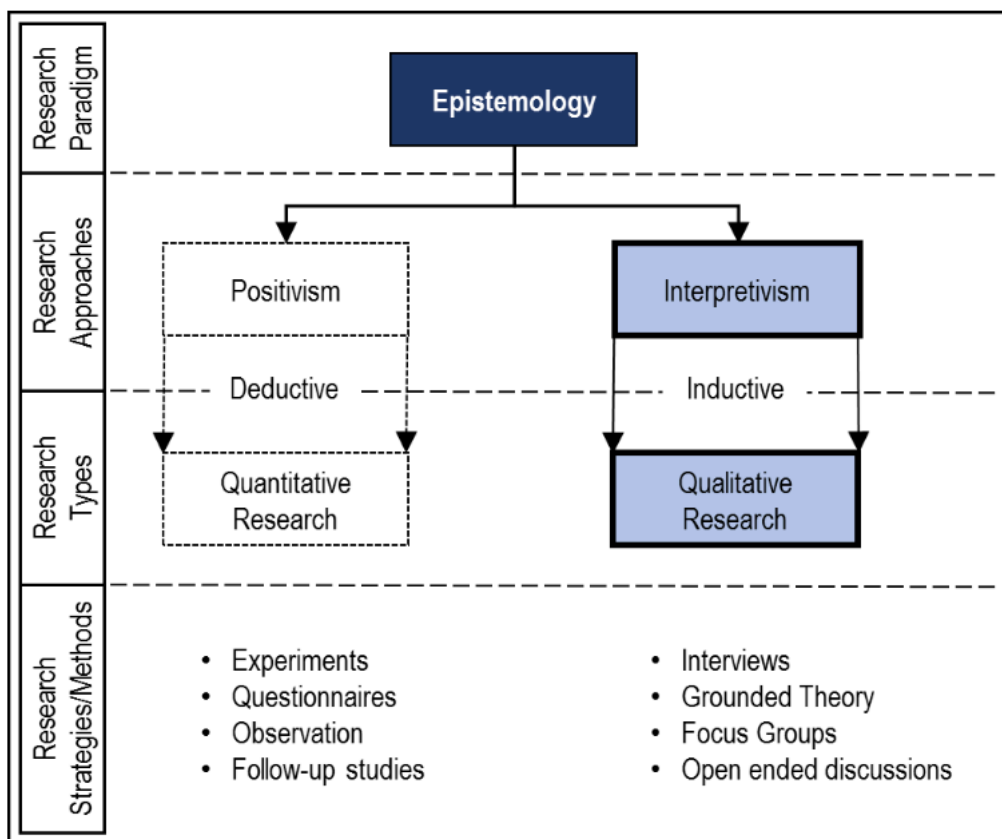 Research
Paradigm
Epistemology
Research
Approaches
Positivism
Interpretivism
Deductive
Inductive
Research
Types
Quantitative
Research
Qualitative
Research
Research
Strategies/Methods
• Experiments
• Questionnaires
• Observation
• Follow-up studies
• Interviews
• Grounded Theory
• Focus Groups
• Open ended discussions